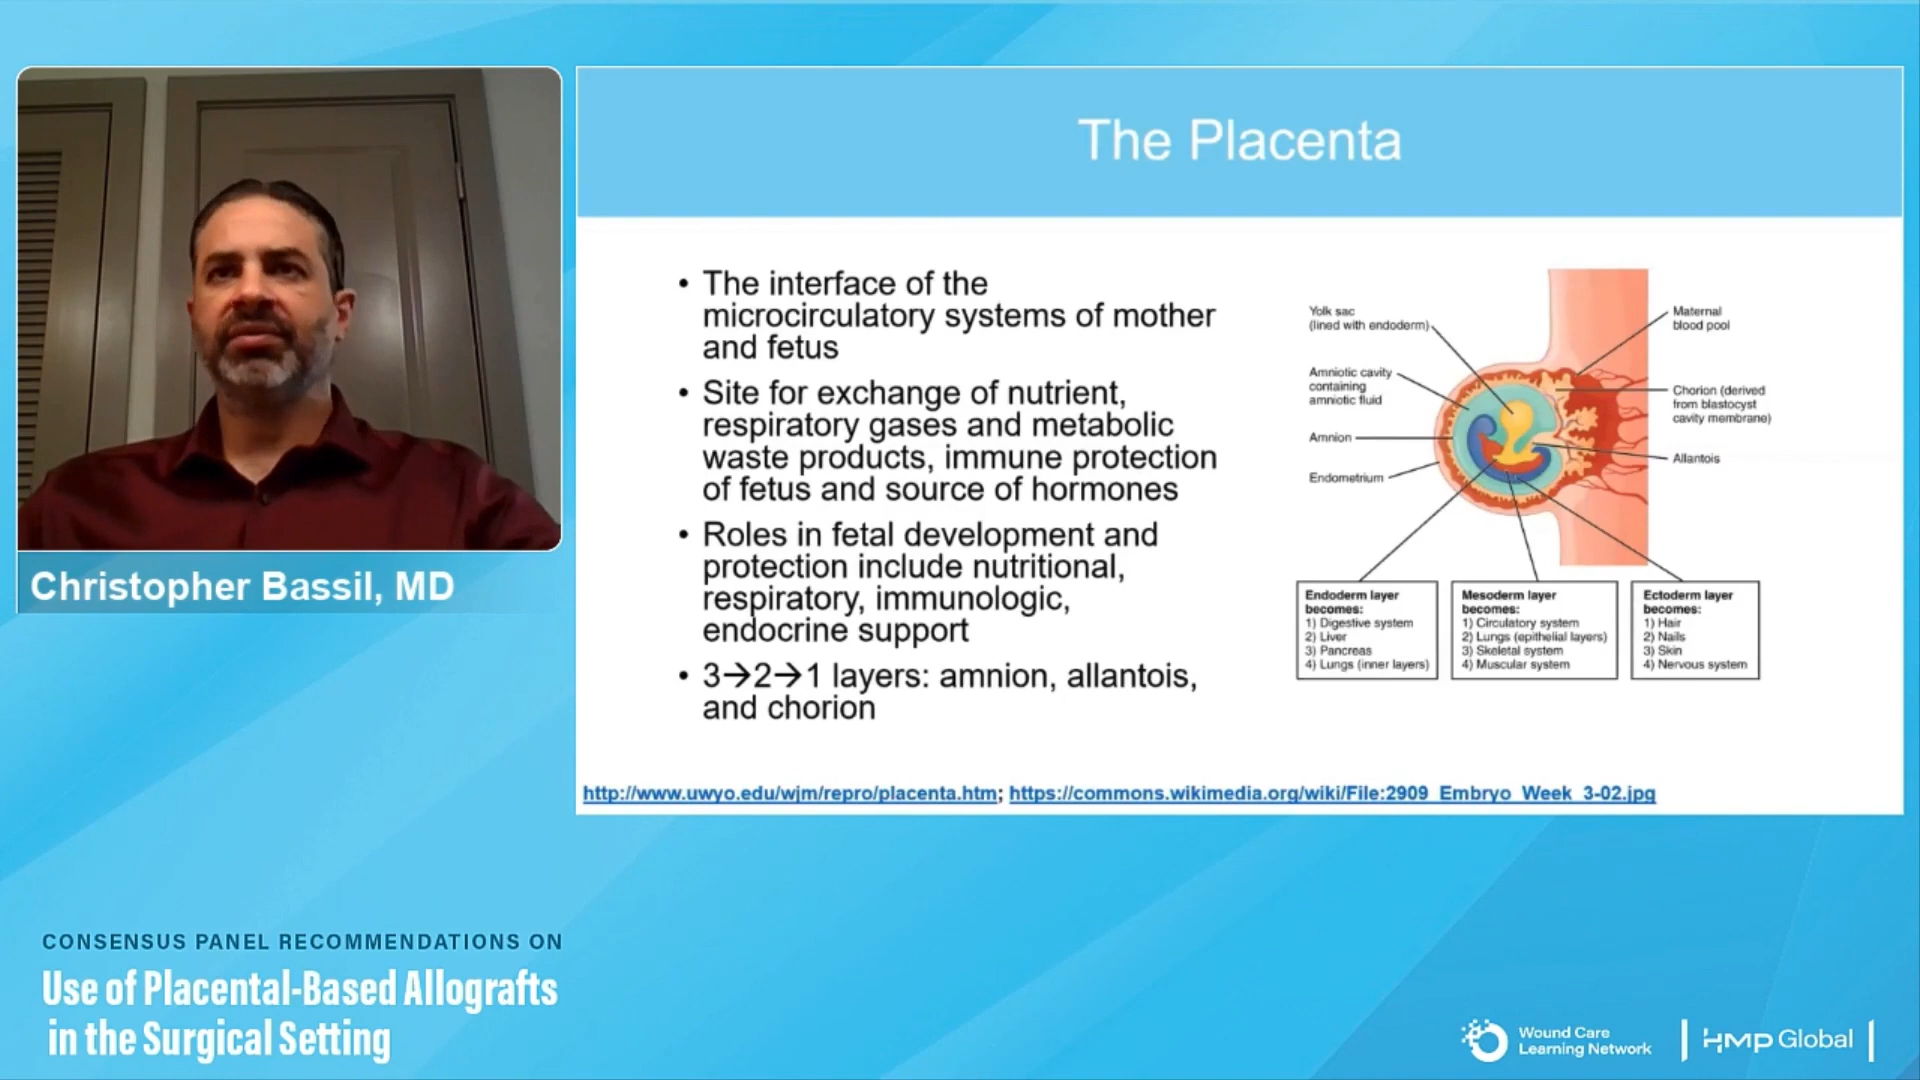 The Placenta
• The interface of the
microcirculatory systems of mother
and fetus
• Site for exchange of nutrient,
respiratory gases and metabolic
waste products, immune protection
of fetus and source of hormones
• Roles in fetal development and
protection include nutritional,
respiratory, immunologic,
endocrine support
• 3→2→1 layers: amnion, allantois,
and chorion
Yolk sac
(lined with endoderm)
Amniotic cavity
containing
amniotic fluid
Amnion
Endometrium
Maternal
blood pool
Chorion (derived
from blastocyst
cavity membrane)
Allantois
Endoderm layer
becomes:
1) Digestive system
2) Liver
3) Pancreas
4) Lungs (inner layers)
Mesoderm layer
becomes:
1) Circulatory system
2) Lungs (epithelial layers)
3) Skeletal system
4) Muscular system
Ectoderm layer
becomes:
1) Hair
2) Nails
3) Skin
4) Nervous system
http://www.uwyo.edu/wjm/repro/placenta.htm; https://commons.wikimedia.org/wiki/File:2909_Embryo_Week_3-02.jpg
Christopher Bassil, MD
CONSENSUS PANEL RECOMMENDATIONS ON
Use of Placental-Based Allografts
in the Surgical Setting
Wound Care
Learning Network
HMP Global